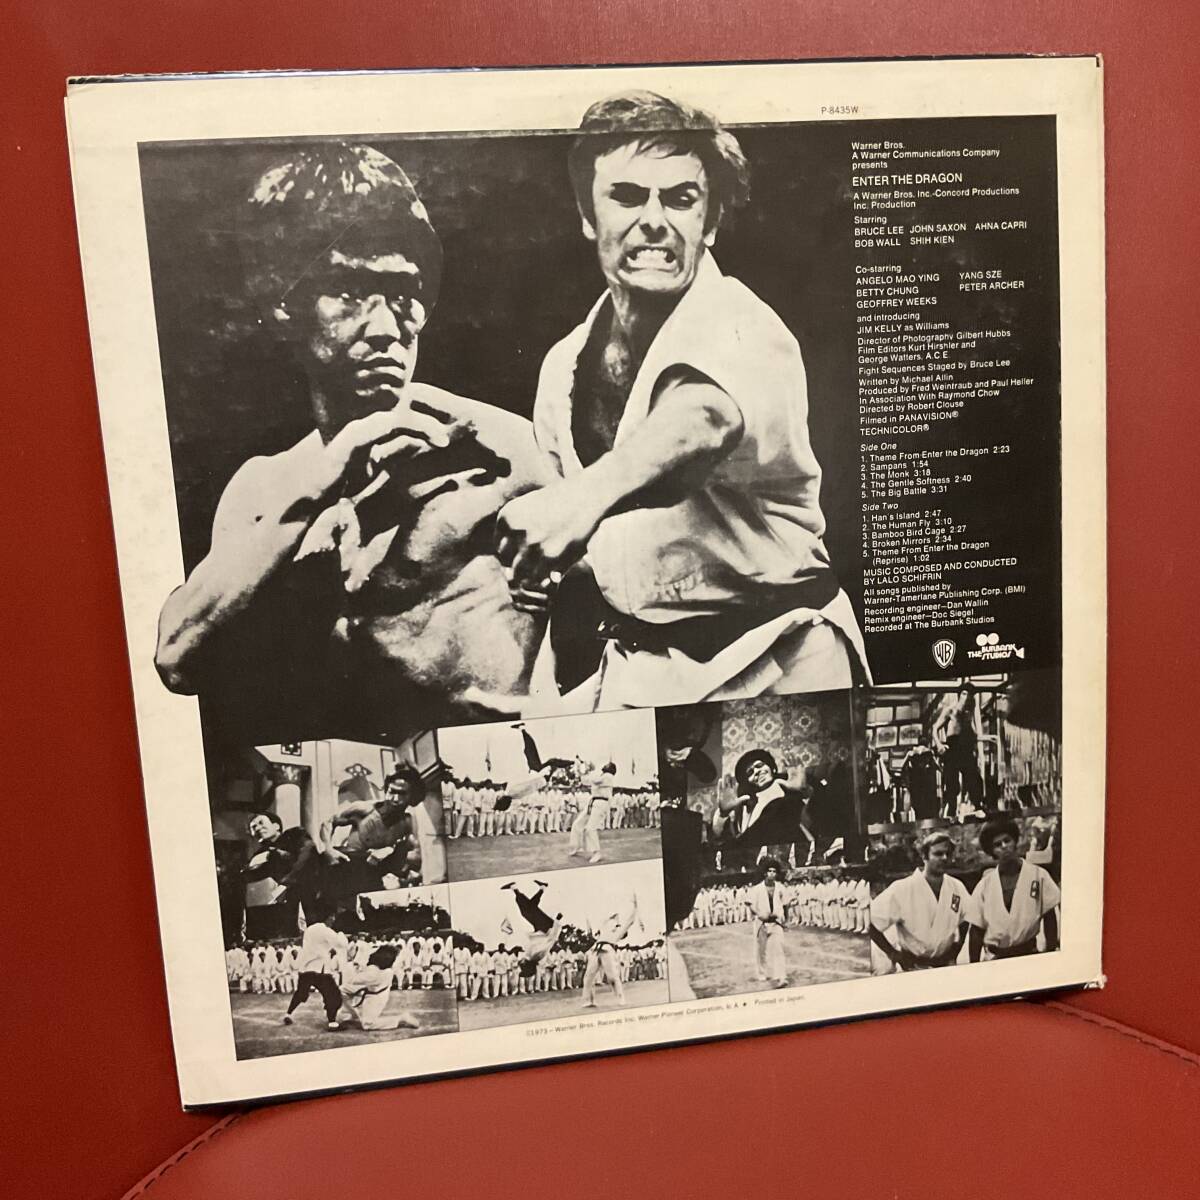 P-8435W
Warner Bros.
A Warner Communications Company
presents
ENTER THE DRAGON
A Warner Bros. Inc.-Concord Productions
Inc. Production
Starring
BRUCE LEE JOHN SAXON AHNA CAPRI
BOB WALL SHIH KIEN
Co-starring
ANGELO MAO YING YANG SZE
BETTY CHUNG PETER ARCHER
GEOFFREY WEEKS
and introducing
JIM KELLY as Williams
Director of Photography Gilbert Hubbs
Film Editors Kurt Hirshler and
George Watters, A.C.E.
Fight Sequences Staged by Bruce Lee
Written by Michael Allin
Produced by Fred Weintraub and Paul Heller
In Association With Raymond Chow
Directed by Robert Clouse
Filmed in PANAVISION®
TECHNICOLOR®
Side One
1. Theme From Enter the Dragon 2:23
2. Sampans 1:54
3. The Monk 3:18
4. The Gentle Softness 2:40
5. The Big Battle 3:31
Side Two
1. Han's Island 2:47
2. The Human Fly 3:10
3. Bamboo Bird Cage 2:27
4. Broken Mirrors 2:34
5. Theme From Enter the Dragon
(Reprise) 1:02
MUSIC COMPOSED AND CONDUCTED
BY LALO SCHIFRIN
All songs published by
Warner-Tamerlane Publishing Corp. (BMI)
Recording engineer—Dan Wallin
Remix engineer—Doc Siegel
Recorded at The Burbank Studios
WB
THE BURBANK STUDIOS
©1973—Warner Bros. Records Inc. Warner-Pioneer Corporation, Printed in Japan.